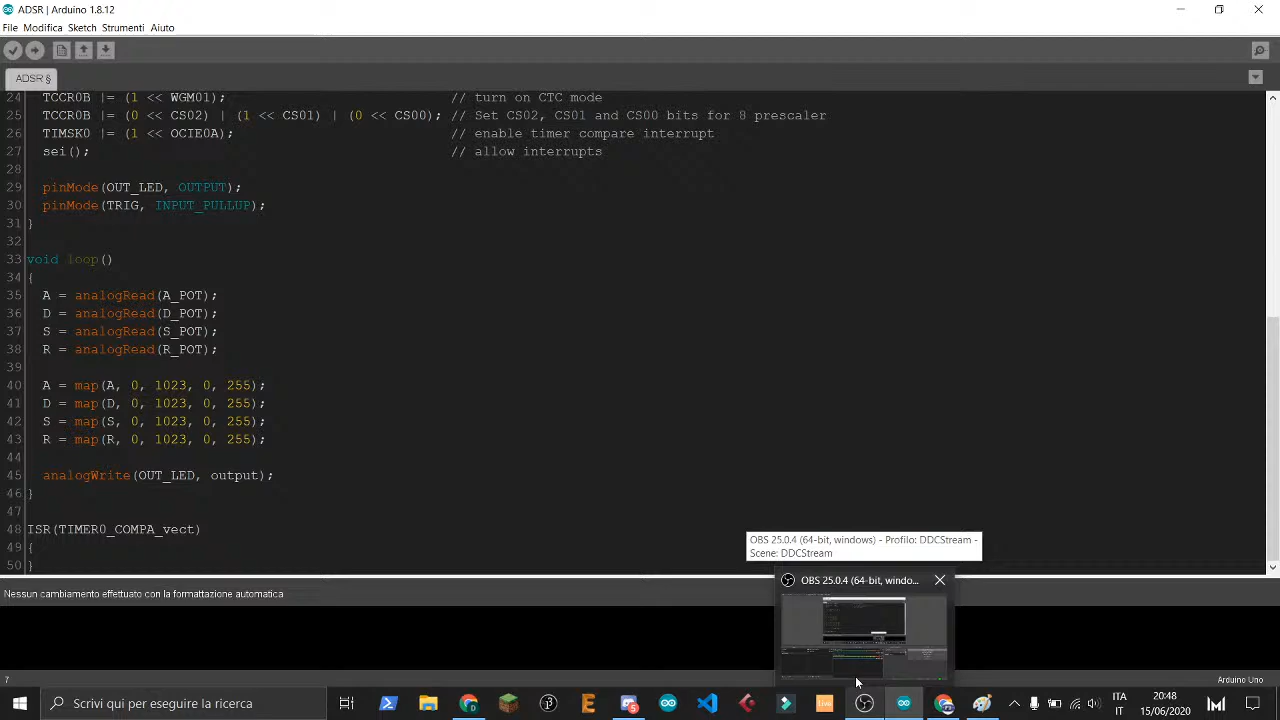 ADSR | Arduino 1.8.12
File Modifica Sketch Strumenti Aiuto
ADSR §
24 TCCR0B |= (1 << WGM01); // turn on CTC mode
25 TCCR0B |= (0 << CS02) | (1 << CS01) | (0 << CS00); // Set CS02, CS01 and CS00 bits for 8 prescaler
26 TIMSK0 |= (1 << OCIE0A); // enable timer compare interrupt
27 sei(); // allow interrupts
28
29 pinMode(OUT_LED, OUTPUT);
30 pinMode(TRIG, INPUT_PULLUP);
31 }
32
33 void loop()
34 {
35 A = analogRead(A_POT);
36 D = analogRead(D_POT);
37 S = analogRead(S_POT);
38 R = analogRead(R_POT);
39
40 A = map(A, 0, 1023, 0, 255);
41 D = map(D, 0, 1023, 0, 255);
42 S = map(S, 0, 1023, 0, 255);
43 R = map(R, 0, 1023, 0, 255);
44
45 analogWrite(OUT_LED, output);
46 }
47
48 ISR(TIMER0_COMPA_vect)
49 {
50 }
OBS 25.0.4 (64-bit, windows) - Profilo: DDCStream -
Scene: DDCStream
OBS 25.0.4 (64-bit, windo...
Nessun cambiamento effettuato con la formattazione automatica
7
Arduino Uno
Scrivi qui per eseguire la ricerca
Live
ITA
IT
20:48
15/06/2020